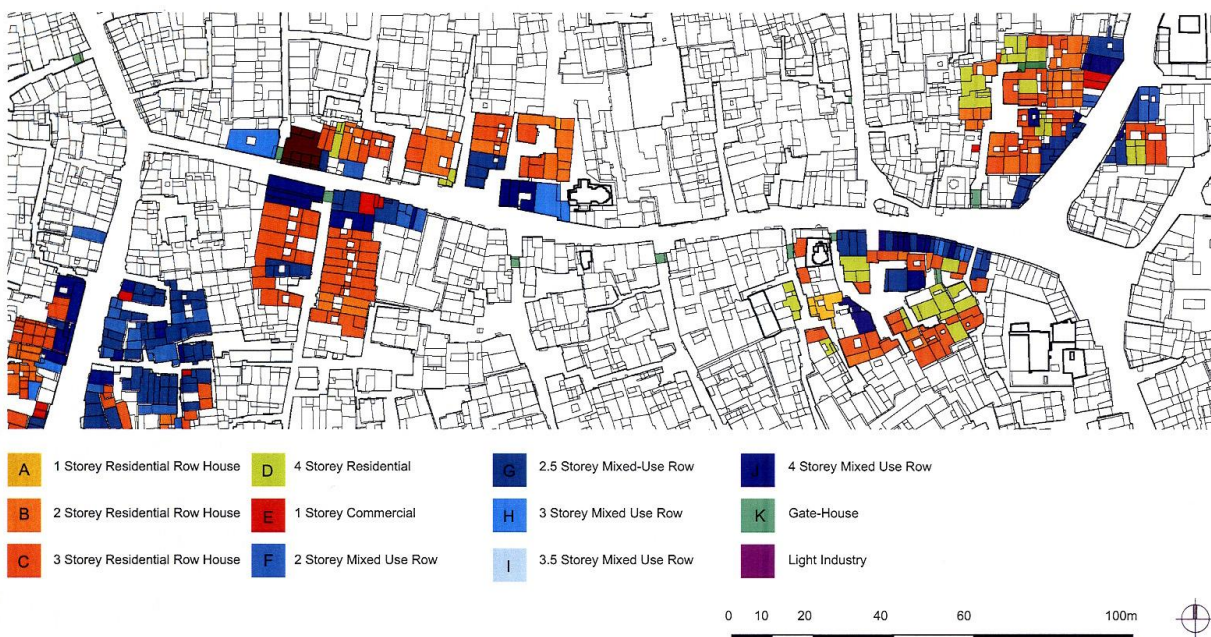 A 1 Storey Residential Row House
B 2 Storey Residential Row House
C 3 Storey Residential Row House
D 4 Storey Residential
E 1 Storey Commercial
F 2 Storey Mixed Use Row
G 2.5 Storey Mixed-Use Row
H 3 Storey Mixed Use Row
I 3.5 Storey Mixed Use Row
J 4 Storey Mixed Use Row
K Gate-House
Light Industry
0 10 20 40 60 100m